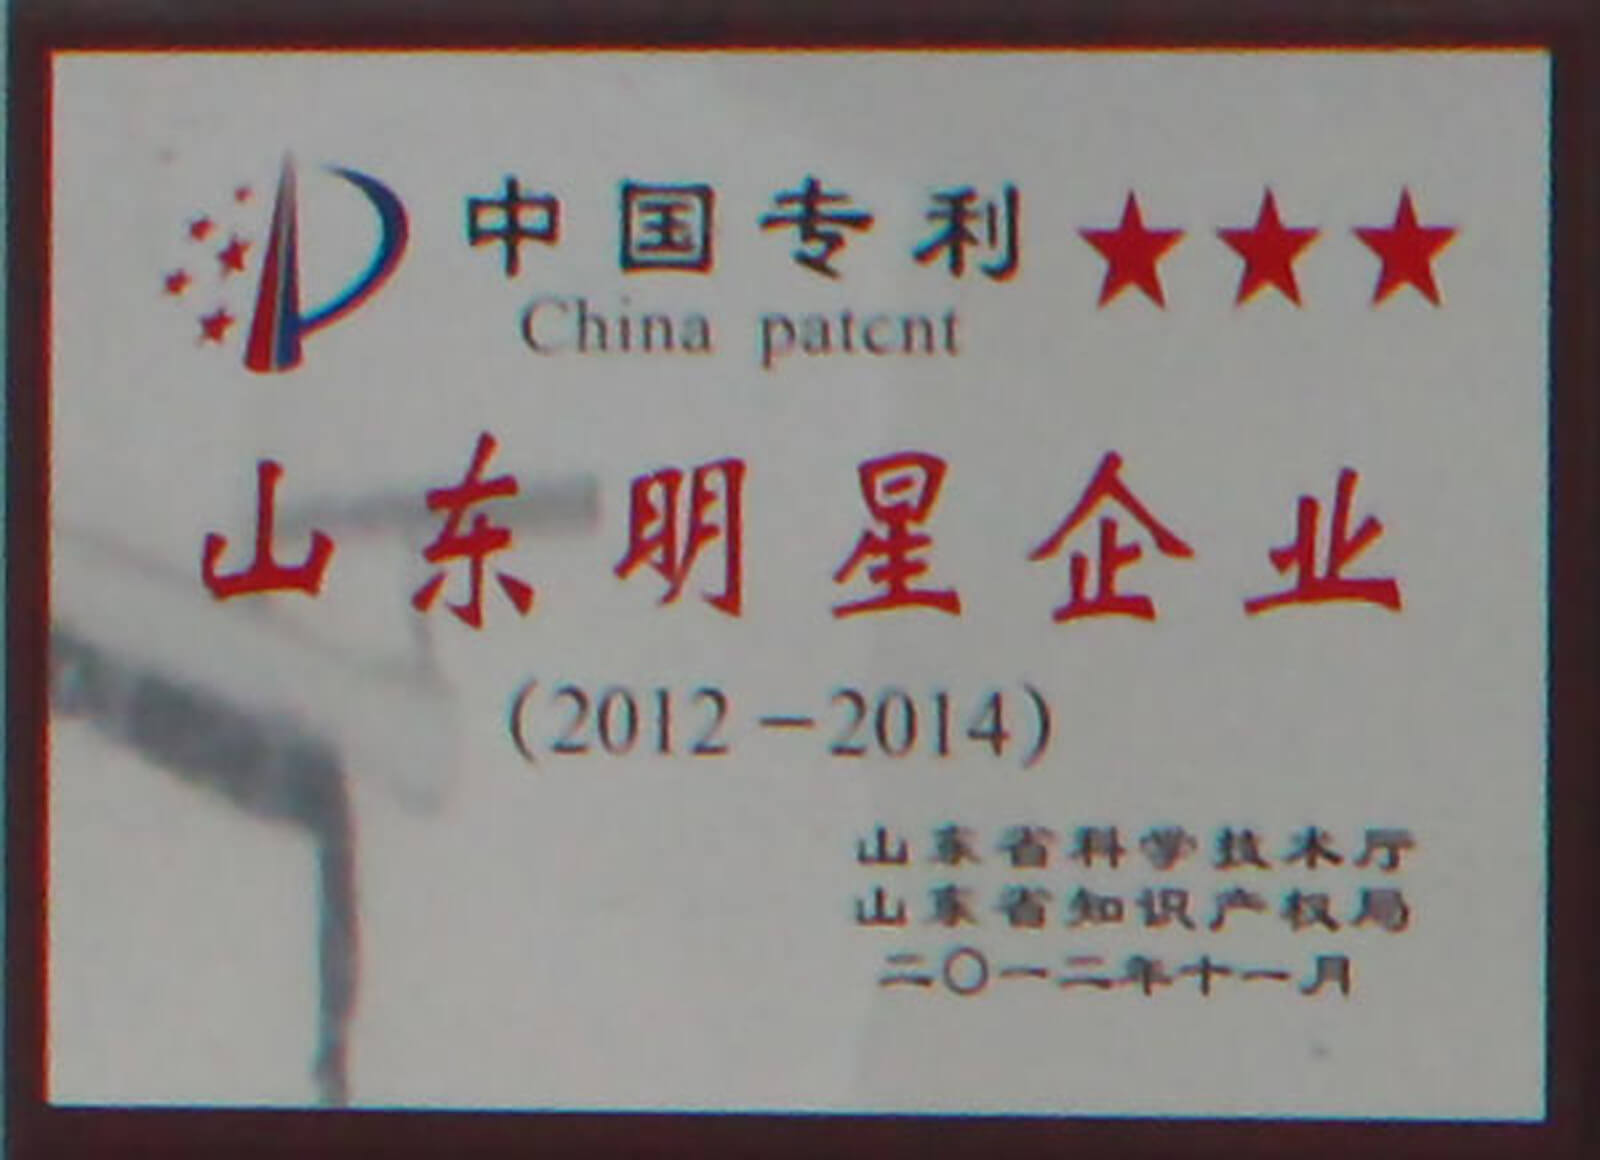 中国专利 ★★★
China patent
山东明星企业
(2012-2014)
山东省科学技术厅
山东省知识产权局
二〇一二年十一月